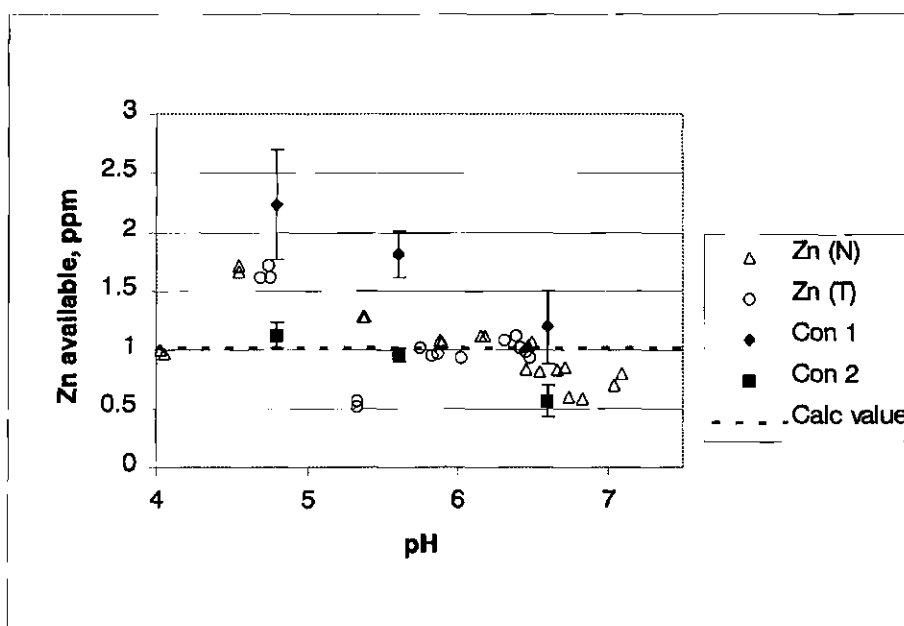 3
2.5
2
1.5
1
0.5
0
Zn available, ppm
4 5 6 7
pH
Zn (N)
Zn (T)
Con 1
Con 2
Calc value